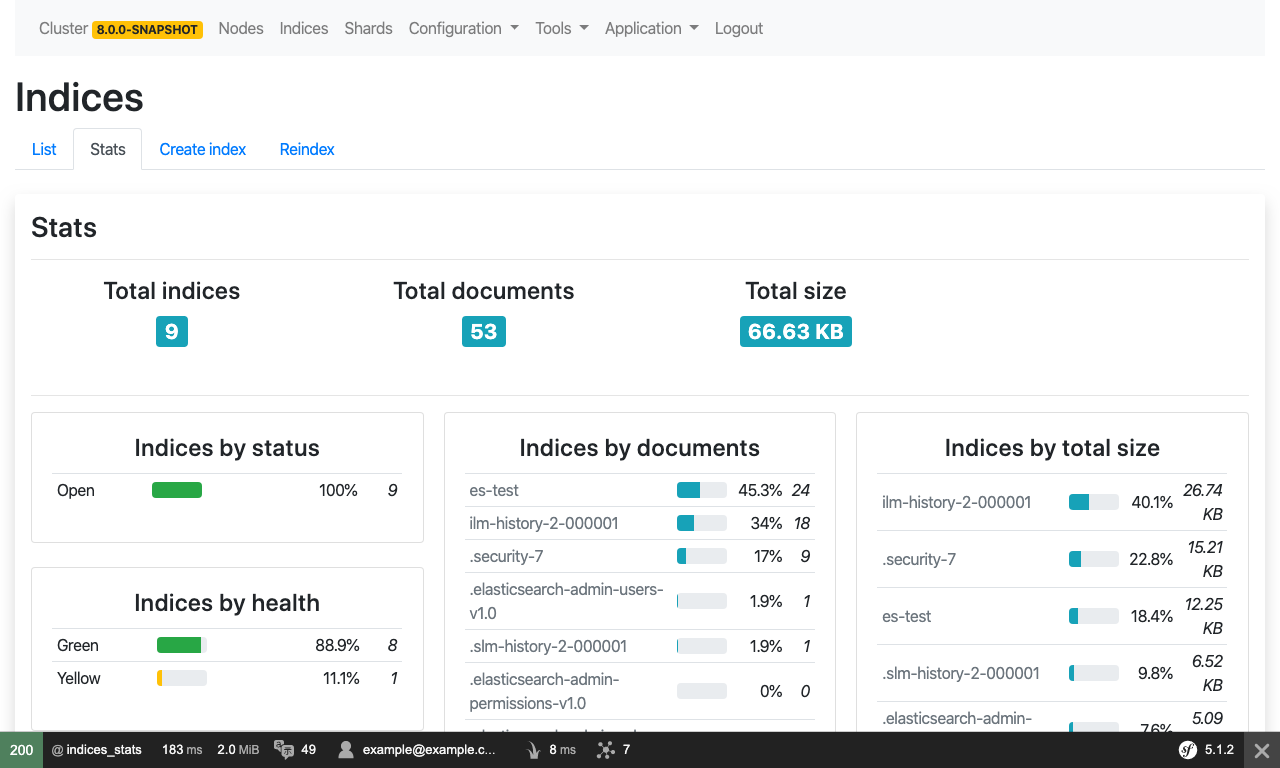 Cluster 8.0.0-SNAPSHOT Nodes Indices Shards Configuration Tools Application Logout
Indices
List Stats Create index Reindex
Stats
Total indices Total documents Total size
9 53 66.63 KB
Indices by status
Open 100% 9
Indices by health
Green 88.9% 8
Yellow 11.1% 1
Indices by documents
es-test 45.3% 24
ilm-history-2-000001 34% 18
.security-7 17% 9
.elasticsearch-admin-users-
v1.0 1.9% 1
.slm-history-2-000001 1.9% 1
.elasticsearch-admin-
permissions-v1.0 0% 0
Indices by total size
ilm-history-2-000001 40.1% 26.74
KB
.security-7 22.8% 15.21
KB
es-test 18.4% 12.25
KB
.slm-history-2-000001 9.8% 6.52
KB
.elasticsearch-admin- 7.6% 5.09
200 @ indices_stats 183 ms 2.0 MiB 49 example@example.c... 8 ms 7 sf 5.1.2